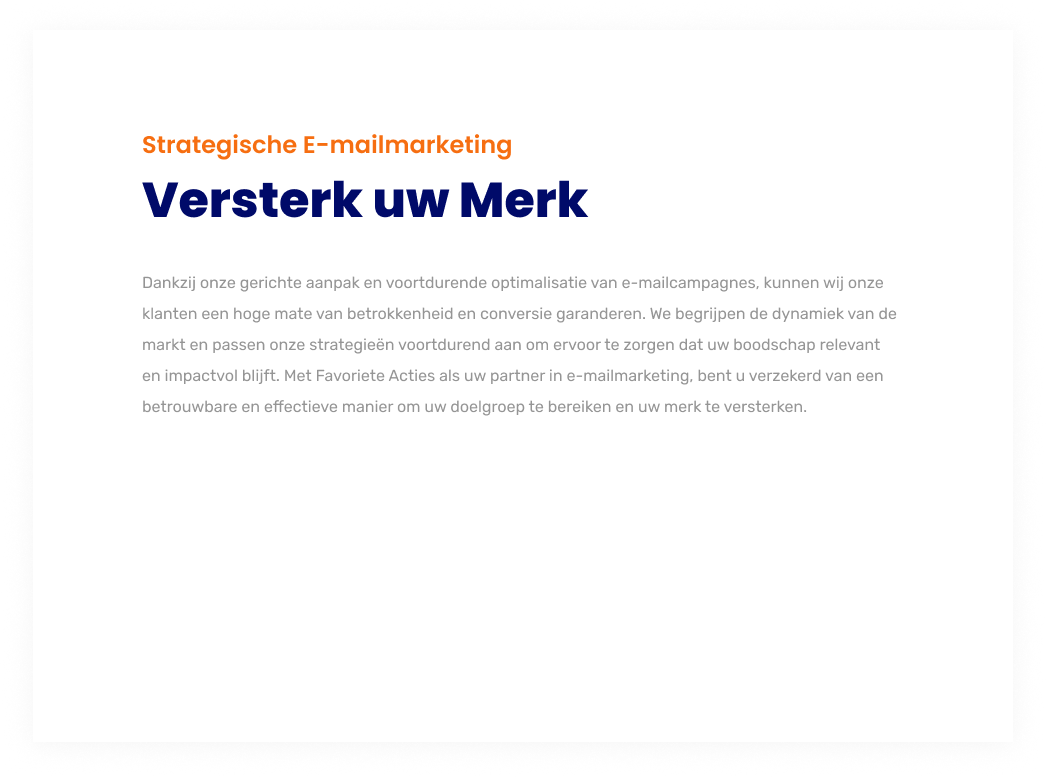 Strategische E-mailmarketing
Versterk uw Merk
Dankzij onze gerichte aanpak en voortdurende optimalisatie van e-mailcampagnes, kunnen wij onze
klanten een hoge mate van betrokkenheid en conversie garanderen. We begrijpen de dynamiek van de
markt en passen onze strategieën voortdurend aan om ervoor te zorgen dat uw boodschap relevant
en impactvol blijft. Met Favoriete Acties als uw partner in e-mailmarketing, bent u verzekerd van een
betrouwbare en effectieve manier om uw doelgroep te bereiken en uw merk te versterken.